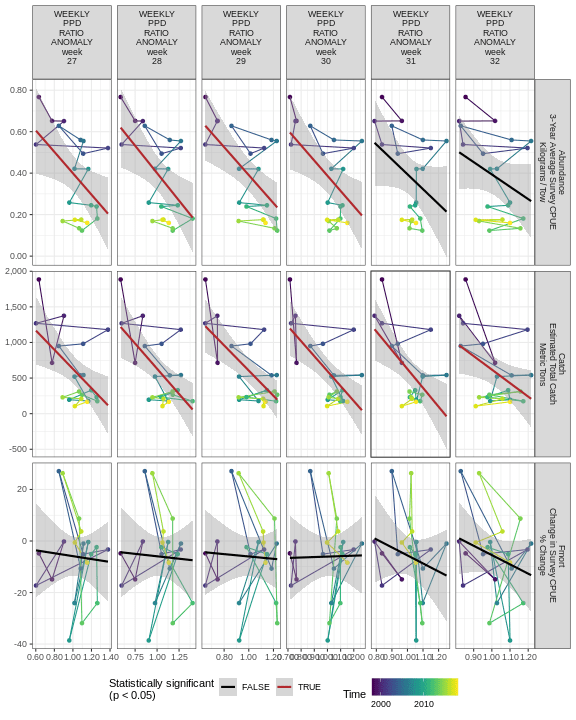 WEEKLY PPD RATIO ANOMALY week 27
WEEKLY PPD RATIO ANOMALY week 28
WEEKLY PPD RATIO ANOMALY week 29
WEEKLY PPD RATIO ANOMALY week 30
WEEKLY PPD RATIO ANOMALY week 31
WEEKLY PPD RATIO ANOMALY week 32
0.80
0.60
0.40
0.20
0.00
Abundance
3-Year Average Survey CPUE
Kilograms / Tow
2,000
1,500
1,000
500
0
-500
Catch
Estimated Total Catch
Metric Tons
20
0
-20
-40
Fmort
Change in Survey CPUE
% Change
0.60 0.80 1.00 1.20 1.40
0.75 1.00 1.25
0.80 1.00
0.80 1.00 1.20
0.80 0.90 1.00 1.10 1.20
Statistically significant
(p < 0.05)
FALSE
TRUE
Time
2000 2010